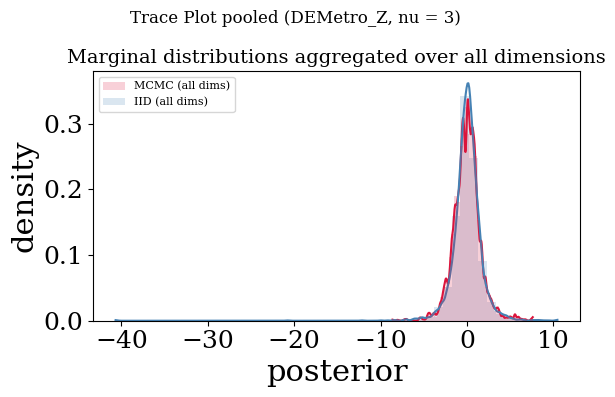 Trace Plot pooled (DEMetro_Z, nu = 3)
Marginal distributions aggregated over all dimensions
MCMC (all dims)
IID (all dims)
density
0.3
0.2
0.1
0.0
−40 −30 −20 −10 0 10
posterior